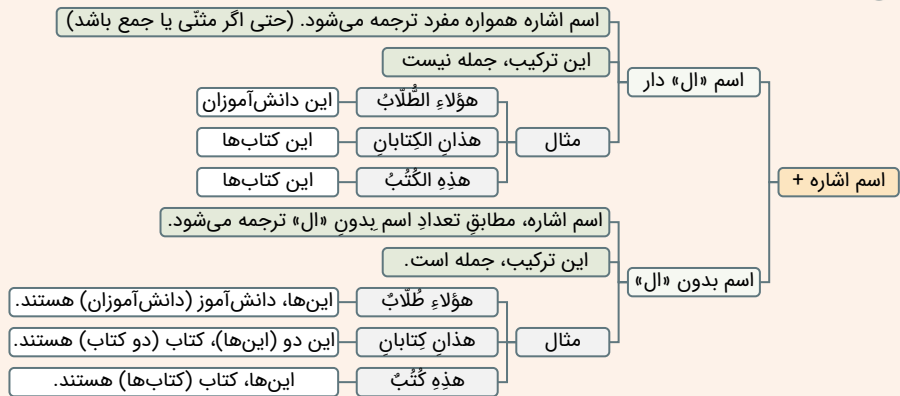 اسم اشاره +
اسم «ال» دار
اسم اشاره همواره مفرد ترجمه می‌شود. (حتی اگر مثنّی یا جمع باشد)
این ترکیب، جمله نیست
مثال
هؤلاءِ الطُّلّابُ این دانش‌آموزان
هذانِ الکِتابانِ این کتاب‌ها
هذِهِ الکُتُبُ این کتاب‌ها
اسم بدون «ال»
اسم اشاره، مطابقِ تعدادِ اسم بِدونِ «ال» ترجمه می‌شود.
این ترکیب، جمله است.
مثال
هؤلاءِ طُلّابٌ این‌ها، دانش‌آموز (دانش‌آموزان) هستند.
هذانِ کِتابانِ این دو (این‌ها)، کتاب (دو کتاب) هستند.
هذِهِ کُتُبٌ این‌ها، کتاب (کتاب‌ها) هستند.